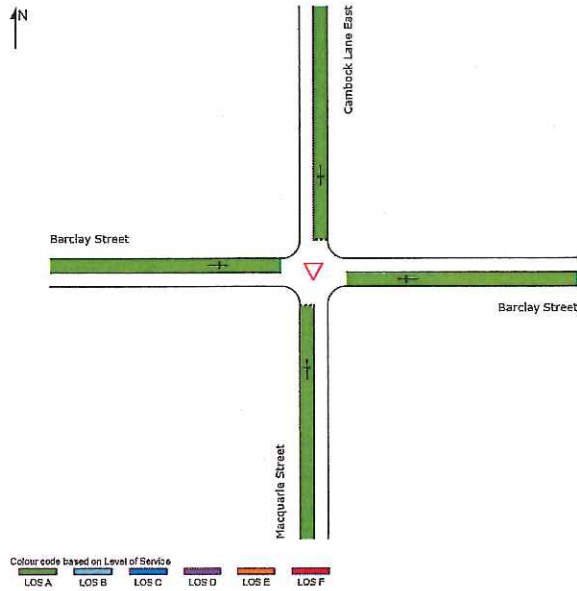 N
Cambock Lane East
Barclay Street
Barclay Street
Macquarie Street
Colour code based on Level of Service
LOS A LOS B LOS C LOS D LOS E LOS F